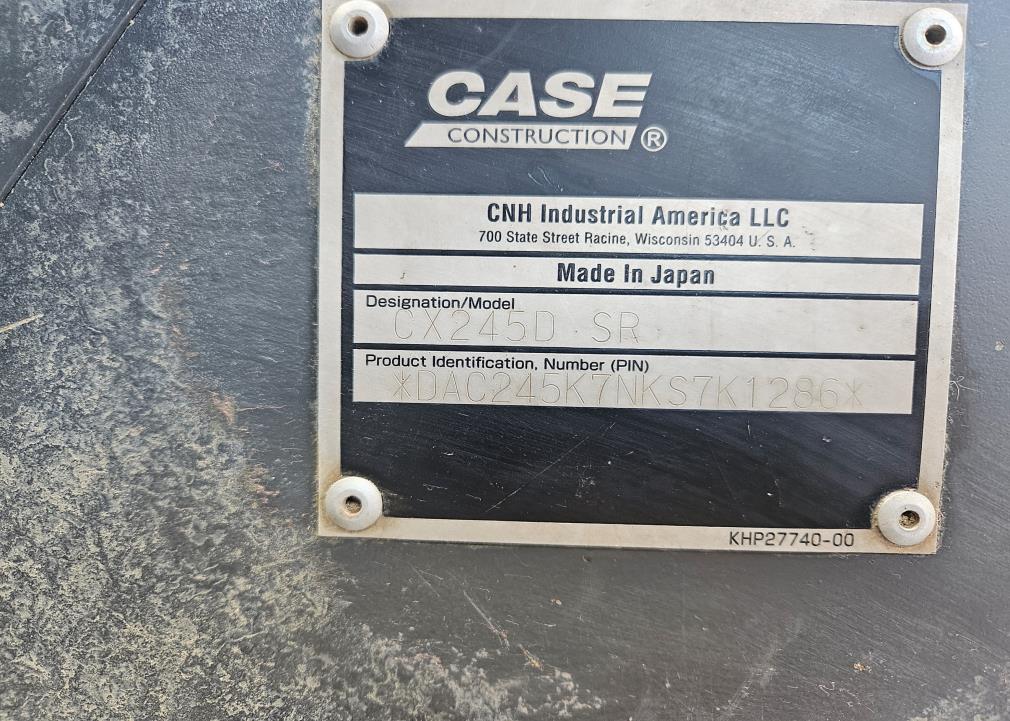 CASE
CONSTRUCTION ®
CNH Industrial America LLC
700 State Street Racine, Wisconsin 53404 U. S. A.
Made In Japan
Designation/Model
CX245D SR
Product Identification, Number (PIN)
*DAC245K7NKS7K1286*
KHP27740-00